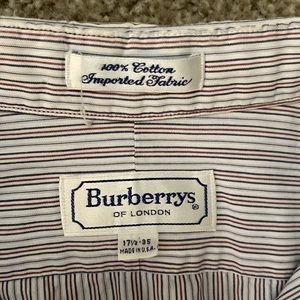 100% Cotton
Imported Fabric
Burberrys®
OF LONDON
17½-35
MADE IN U.S.A.